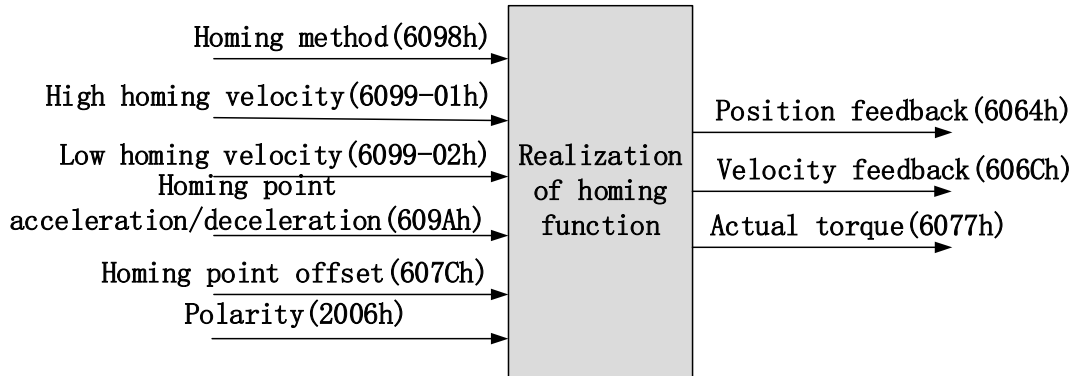 Homing method(6098h)
High homing velocity(6099-01h)
Low homing velocity(6099-02h)
Homing point
acceleration/deceleration(609Ah)
Homing point offset(607Ch)
Polarity(2006h)
Realization
of homing
function
Position feedback(6064h)
Velocity feedback(606Ch)
Actual torque(6077h)